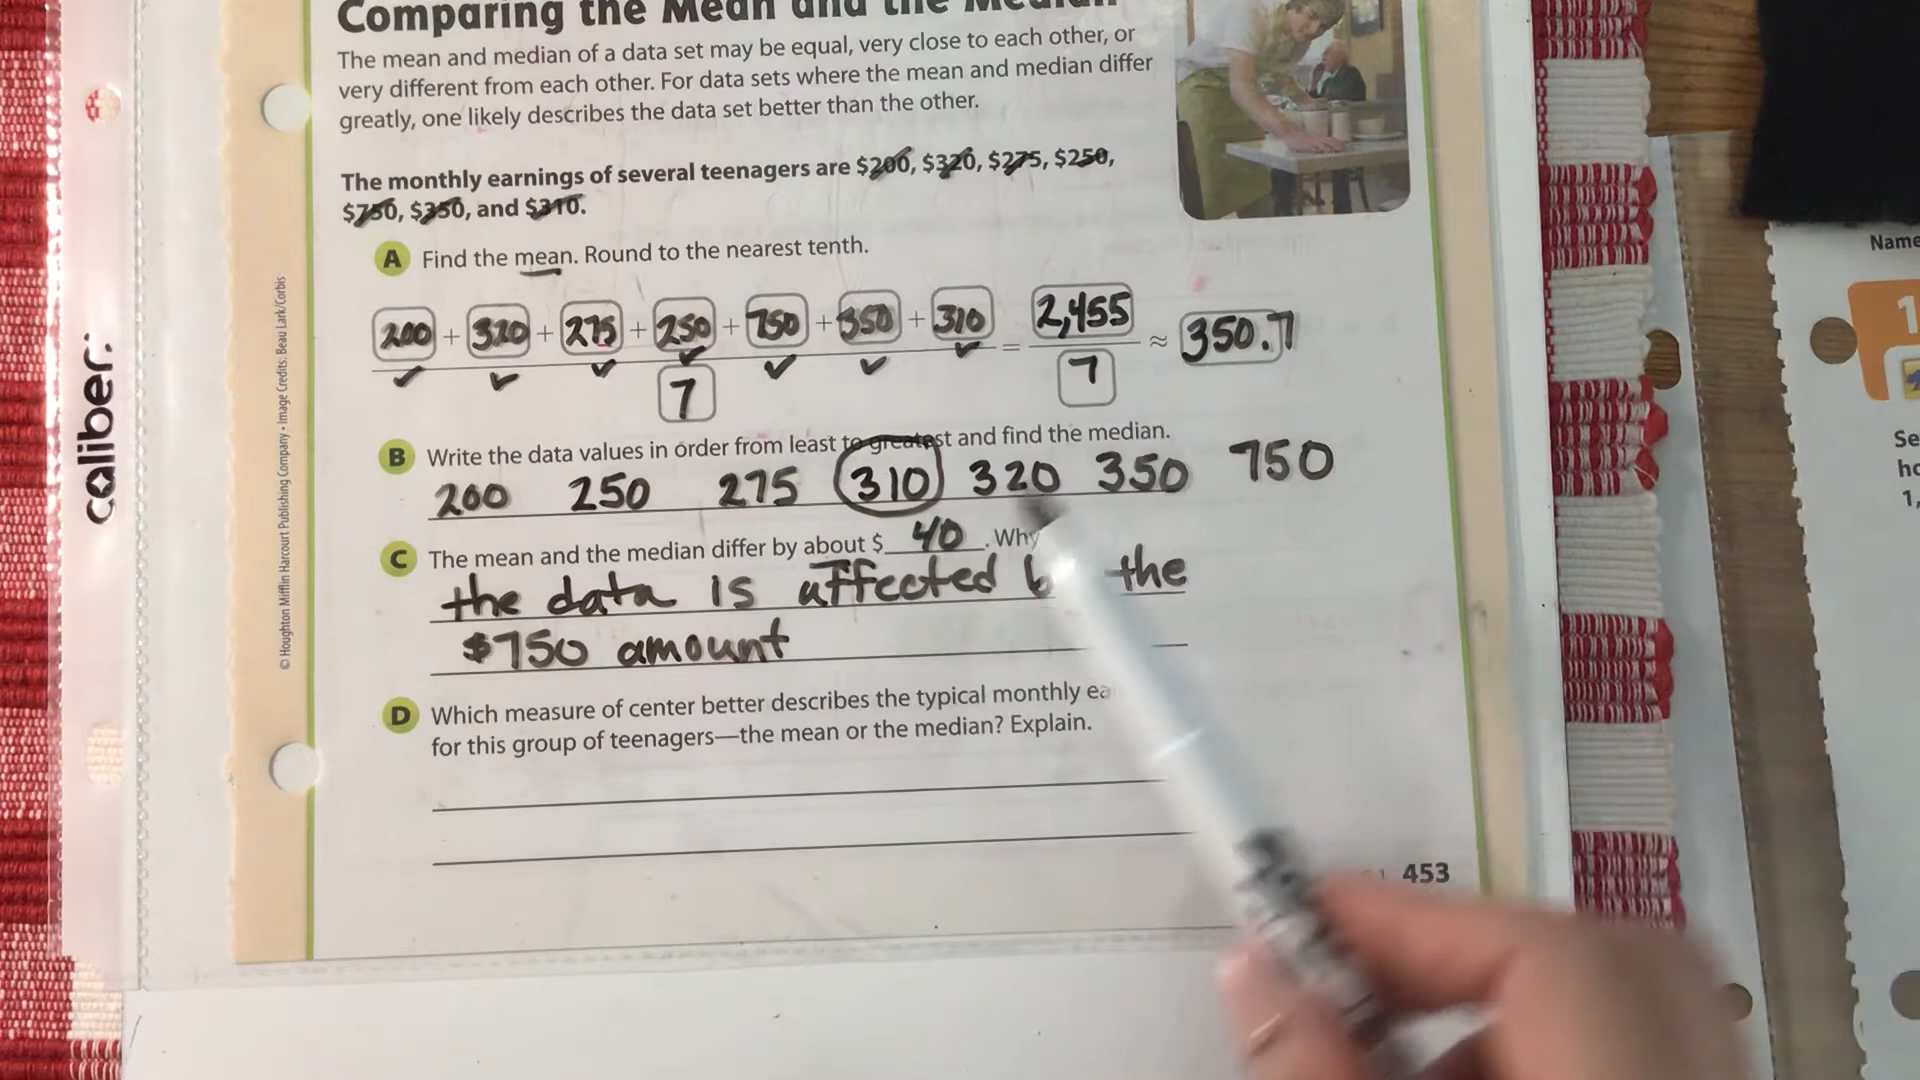 Comparing the Mean and the Median
The mean and median of a data set may be equal, very close to each other, or
very different from each other. For data sets where the mean and median differ
greatly, one likely describes the data set better than the other.
The monthly earnings of several teenagers are $200, $320, $275, $250,
$750, $350, and $310.
A Find the mean. Round to the nearest tenth.
200 + 320 + 275 + 250 + 750 + 350 + 310 = 2,455 ≈ 350.7
7 7
B Write the data values in order from least to greatest and find the median.
200 250 275 310 320 350 750
C The mean and the median differ by about $ 40 . Why
the data is affected the
$750 amount
D Which measure of center better describes the typical monthly
for this group of teenagers—the mean or the median? Explain.
453
© Houghton Mifflin Harcourt Publishing Company • Image Credits: Beau Lark/Corbis
caliber:
Name
1
Se
ho
1,